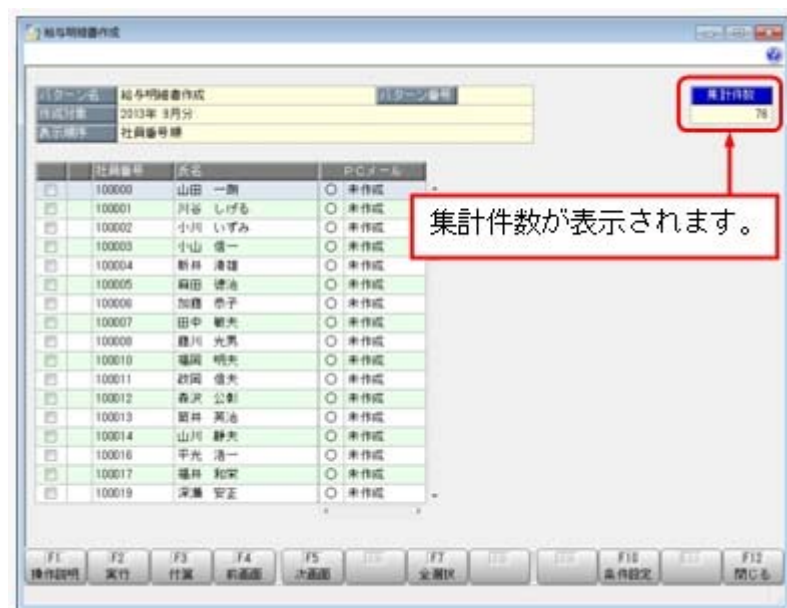 給与明細書作成
パターン名 給与明細書作成 パターン番号
作成対象 2013年 9月分
表示順序 社員番号順
集計件数
76
社員番号 氏名 PCメール
100000 山田 一朗 ○ 未作成
100001 川谷 しげる ○ 未作成
100002 小川 いずみ ○ 未作成
100003 小山 信一 ○ 未作成
100004 新井 清雄 ○ 未作成
100005 麻田 徳治 ○ 未作成
100006 加藤 恭子 ○ 未作成
100007 田中 敏夫 ○ 未作成
100008 藤川 光男 ○ 未作成
100010 福岡 明夫 ○ 未作成
100011 信夫 ○ 未作成
100012 森沢 公彰 ○ 未作成
100013 英治 ○ 未作成
100014 山川 静夫 ○ 未作成
100016 平光 浩一 ○ 未作成
100017 福井 和栄 ○ 未作成
100019 深瀬 安正 ○ 未作成
集計件数が表示されます。
F1 F2 F3 F4 F5 F7 F10 F12
操作説明 実行 付箋 前画面 次画面 全選択 条件設定 閉じる